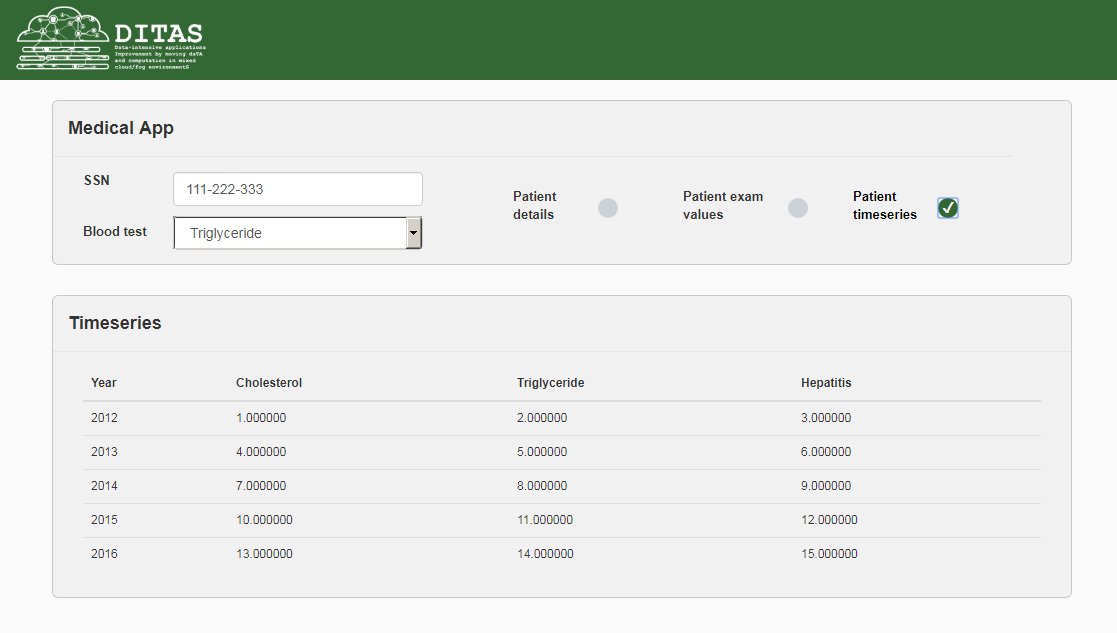 DITAS
Data-intensive applications
Improvement by moving daTA
and computation in mixed
cloud/fog environmentS
Medical App
SSN
111-222-333
Blood test
Triglyceride
Patient
details
Patient exam
values
Patient
timeseries
Timeseries
Year Cholesterol Triglyceride Hepatitis
2012 1.000000 2.000000 3.000000
2013 4.000000 5.000000 6.000000
2014 7.000000 8.000000 9.000000
2015 10.000000 11.000000 12.000000
2016 13.000000 14.000000 15.000000